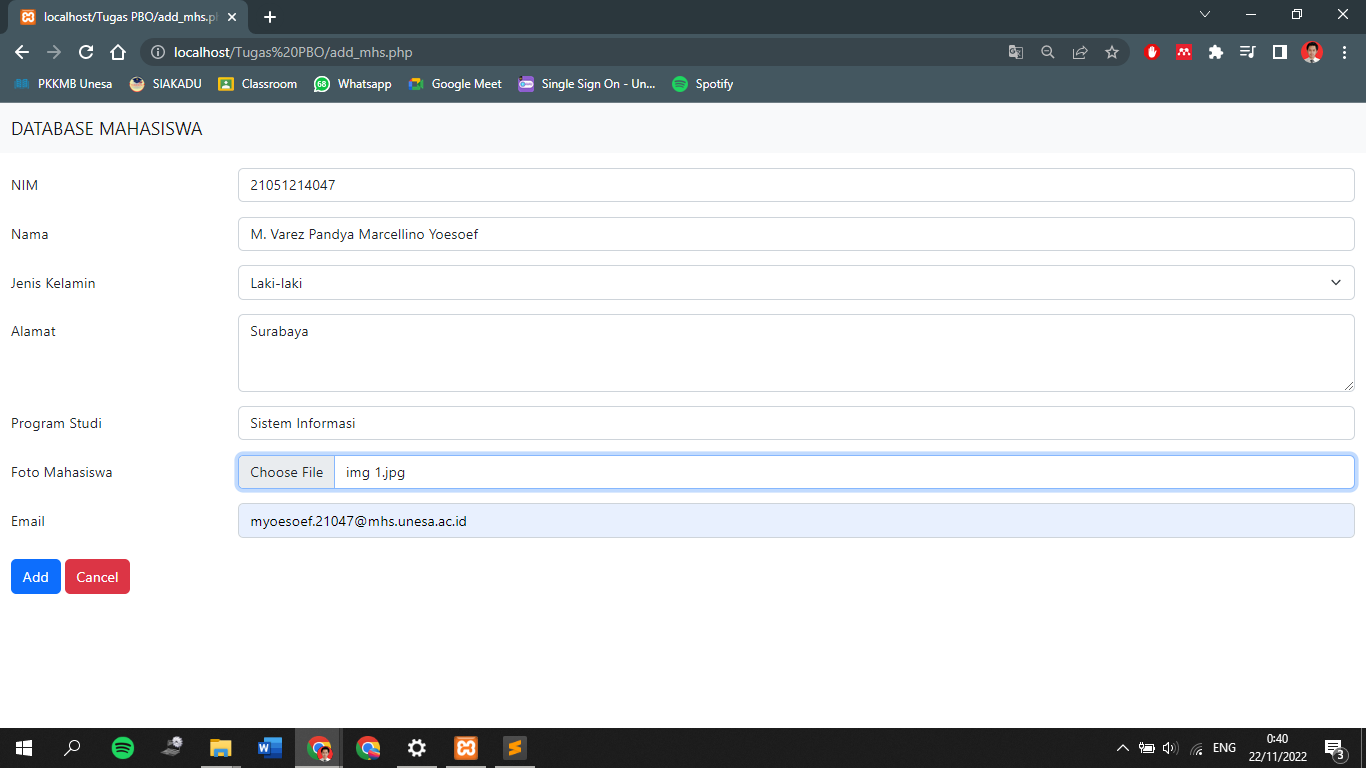 localhost/Tugas PBO/add_mhs.p
localhost/Tugas%20PBO/add_mhs.php
PKKMB Unesa SIAKADU Classroom 68 Whatsapp Google Meet Single Sign On - Un... Spotify
DATABASE MAHASISWA
NIM 21051214047
Nama M. Varez Pandya Marcellino Yoesoef
Jenis Kelamin Laki-laki
Alamat Surabaya
Program Studi Sistem Informasi
Foto Mahasiswa Choose File img 1.jpg
Email myoesoef.21047@mhs.unesa.ac.id
Add Cancel
ENG 0:40
22/11/2022 3